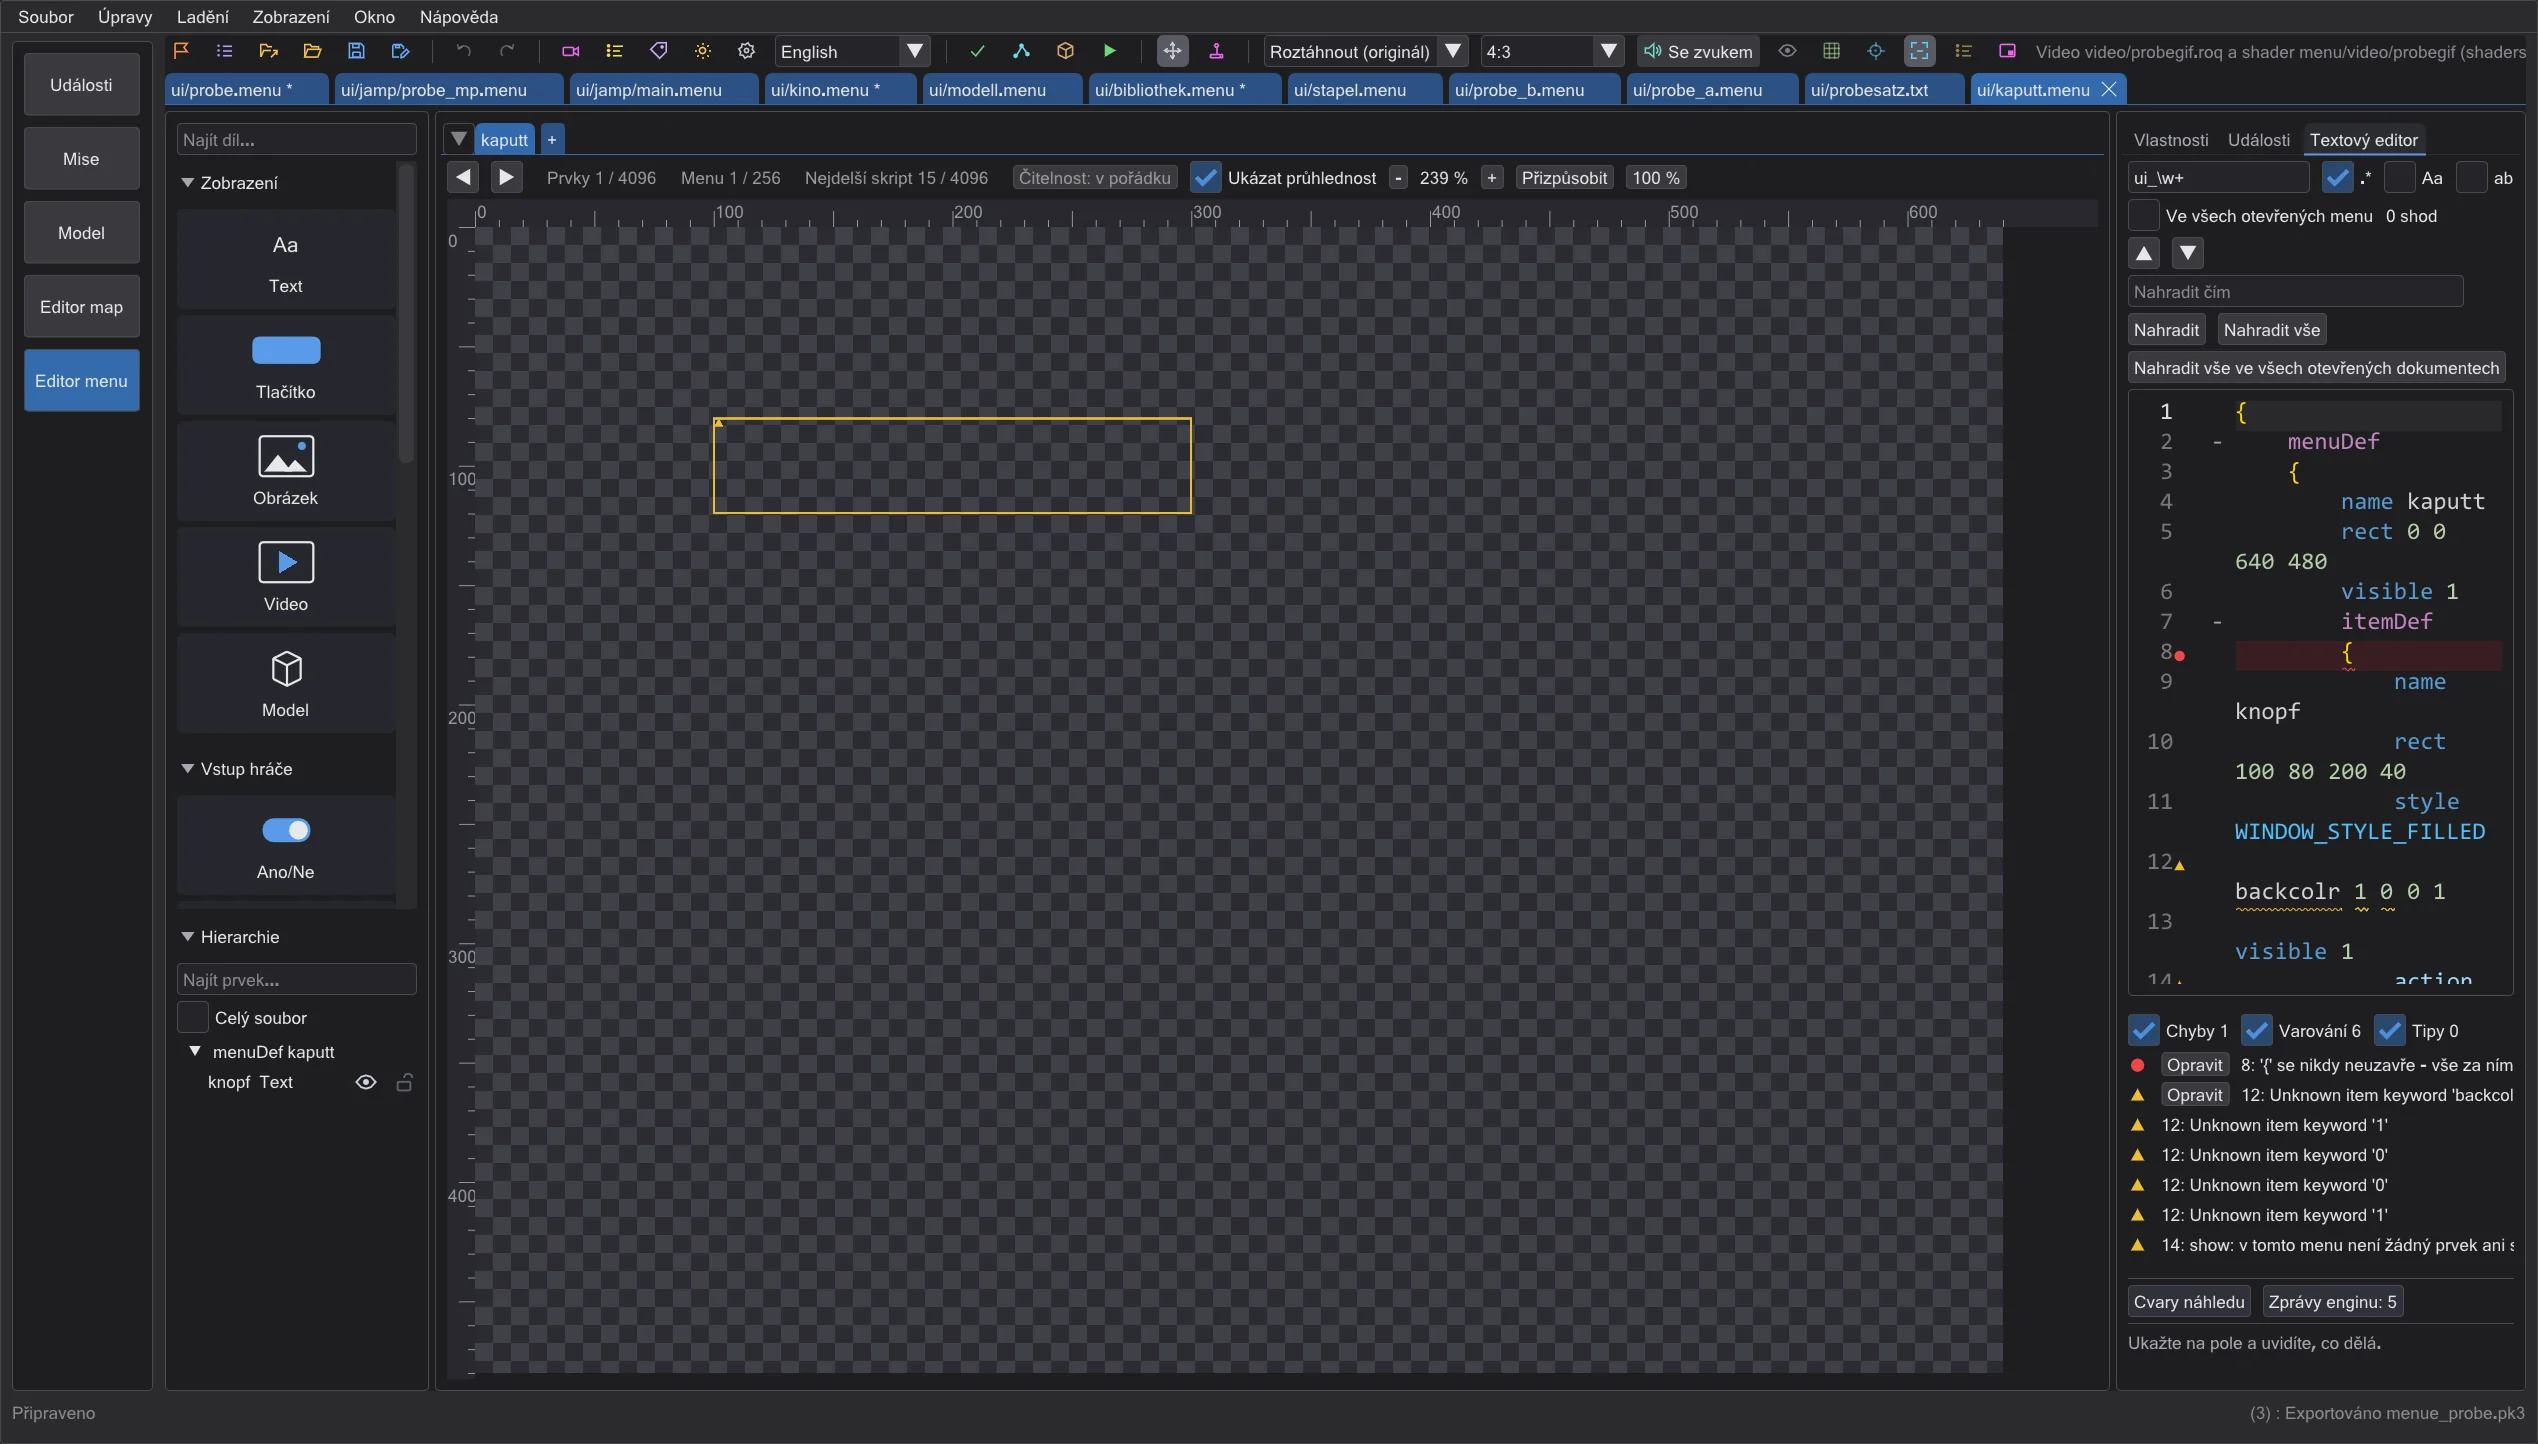 Soubor Úpravy Ladění Zobrazení Okno Nápověda
English Roztáhnout (originál) 4:3 Se zvukem Video video/probegif.roq a shader menu/video/probegif (shaders
ui/probe.menu * ui/jamp/probe_mp.menu ui/jamp/main.menu ui/kino.menu * ui/modell.menu ui/bibliothek.menu * ui/stapel.menu ui/probe_b.menu ui/probe_a.menu ui/probesatz.txt ui/kaputt.menu
Události
Mise
Model
Editor map
Editor menu
Najít díl...
Zobrazení
Aa
Text
Tlačítko
Obrázek
Video
Model
Vstup hráče
Ano/Ne
Hierarchie
Najít prvek...
Celý soubor
menuDef kaputt
knopf Text
kaputt +
Prvky 1 / 4096 Menu 1 / 256 Nejdelší skript 15 / 4096 Čitelnost: v pořádku Ukázat průhlednost - 239 % + Přizpůsobit 100 %
0 100 200 300 400 500 600
0
100
200
300
400
Vlastnosti Události Textový editor
ui_\w+ .* Aa ab
Ve všech otevřených menu 0 shod
Nahradit čím
Nahradit Nahradit vše
Nahradit vše ve všech otevřených dokumentech
1 {
2 - menuDef
3 {
4 name kaputt
5 rect 0 0
640 480
6 visible 1
7 - itemDef
8 {
9 name
knopf
10 rect
100 80 200 40
11 style
WINDOW_STYLE_FILLED
12
backcolr 1 0 0 1
13
visible 1
14 action
Chyby 1 Varování 6 Tipy 0
Opravit 8: '{' se nikdy neuzavře - vše za ním
Opravit 12: Unknown item keyword 'backcol
12: Unknown item keyword '1'
12: Unknown item keyword '0'
12: Unknown item keyword '0'
12: Unknown item keyword '1'
14: show: v tomto menu není žádný prvek ani s
Cvary náhledu Zprávy enginu: 5
Ukažte na pole a uvidíte, co dělá.
Připraveno (3) : Exportováno menue_probe.pk3